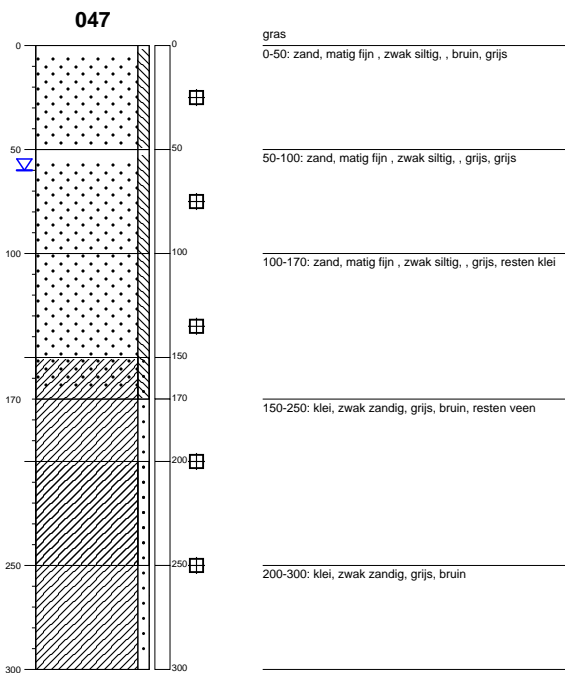 047
gras
0
0
0-50: zand, matig fijn , zwak siltig, , bruin, grijs
50
50
50-100: zand, matig fijn , zwak siltig, , grijs, grijs
100
100
100-170: zand, matig fijn , zwak siltig, , grijs, resten klei
150
170
170
150-250: klei, zwak zandig, grijs, bruin, resten veen
200
250
250
200-300: klei, zwak zandig, grijs, bruin
300
300